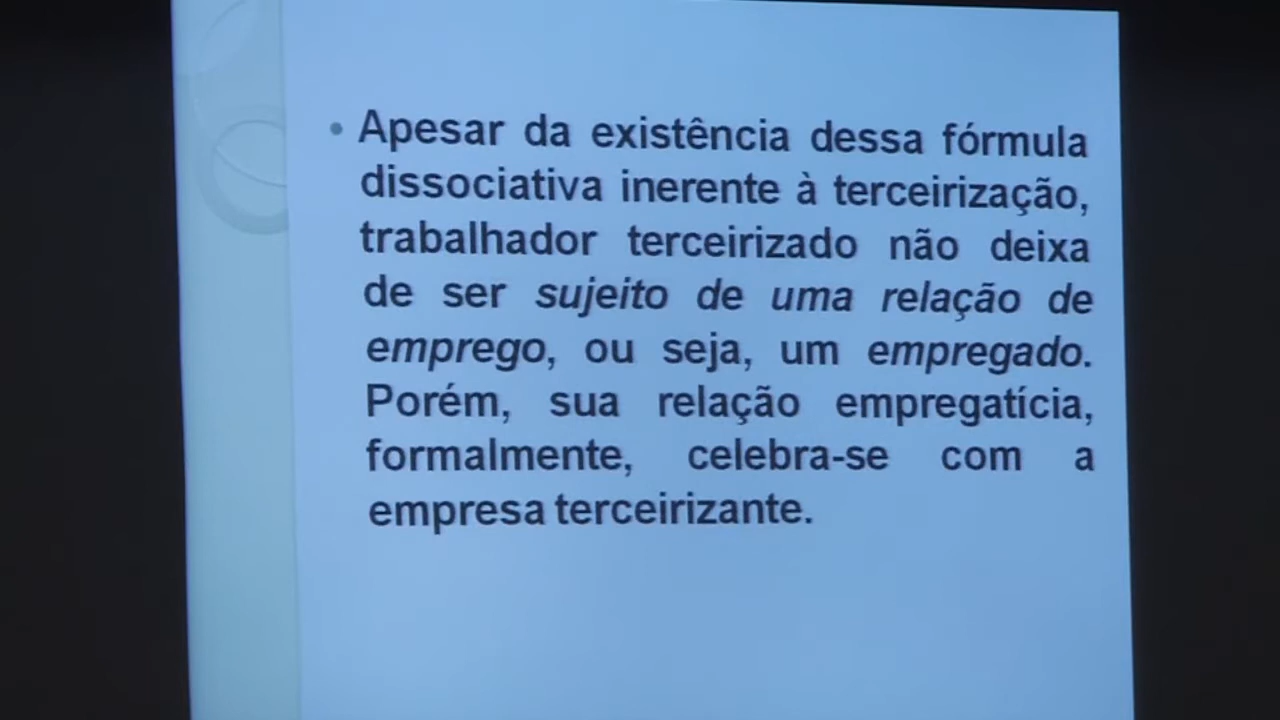 • Apesar da existência dessa fórmula
dissociativa inerente à terceirização,
trabalhador terceirizado não deixa
de ser sujeito de uma relação de
emprego, ou seja, um empregado.
Porém, sua relação empregatícia,
formalmente, celebra-se com a
empresa terceirizante.